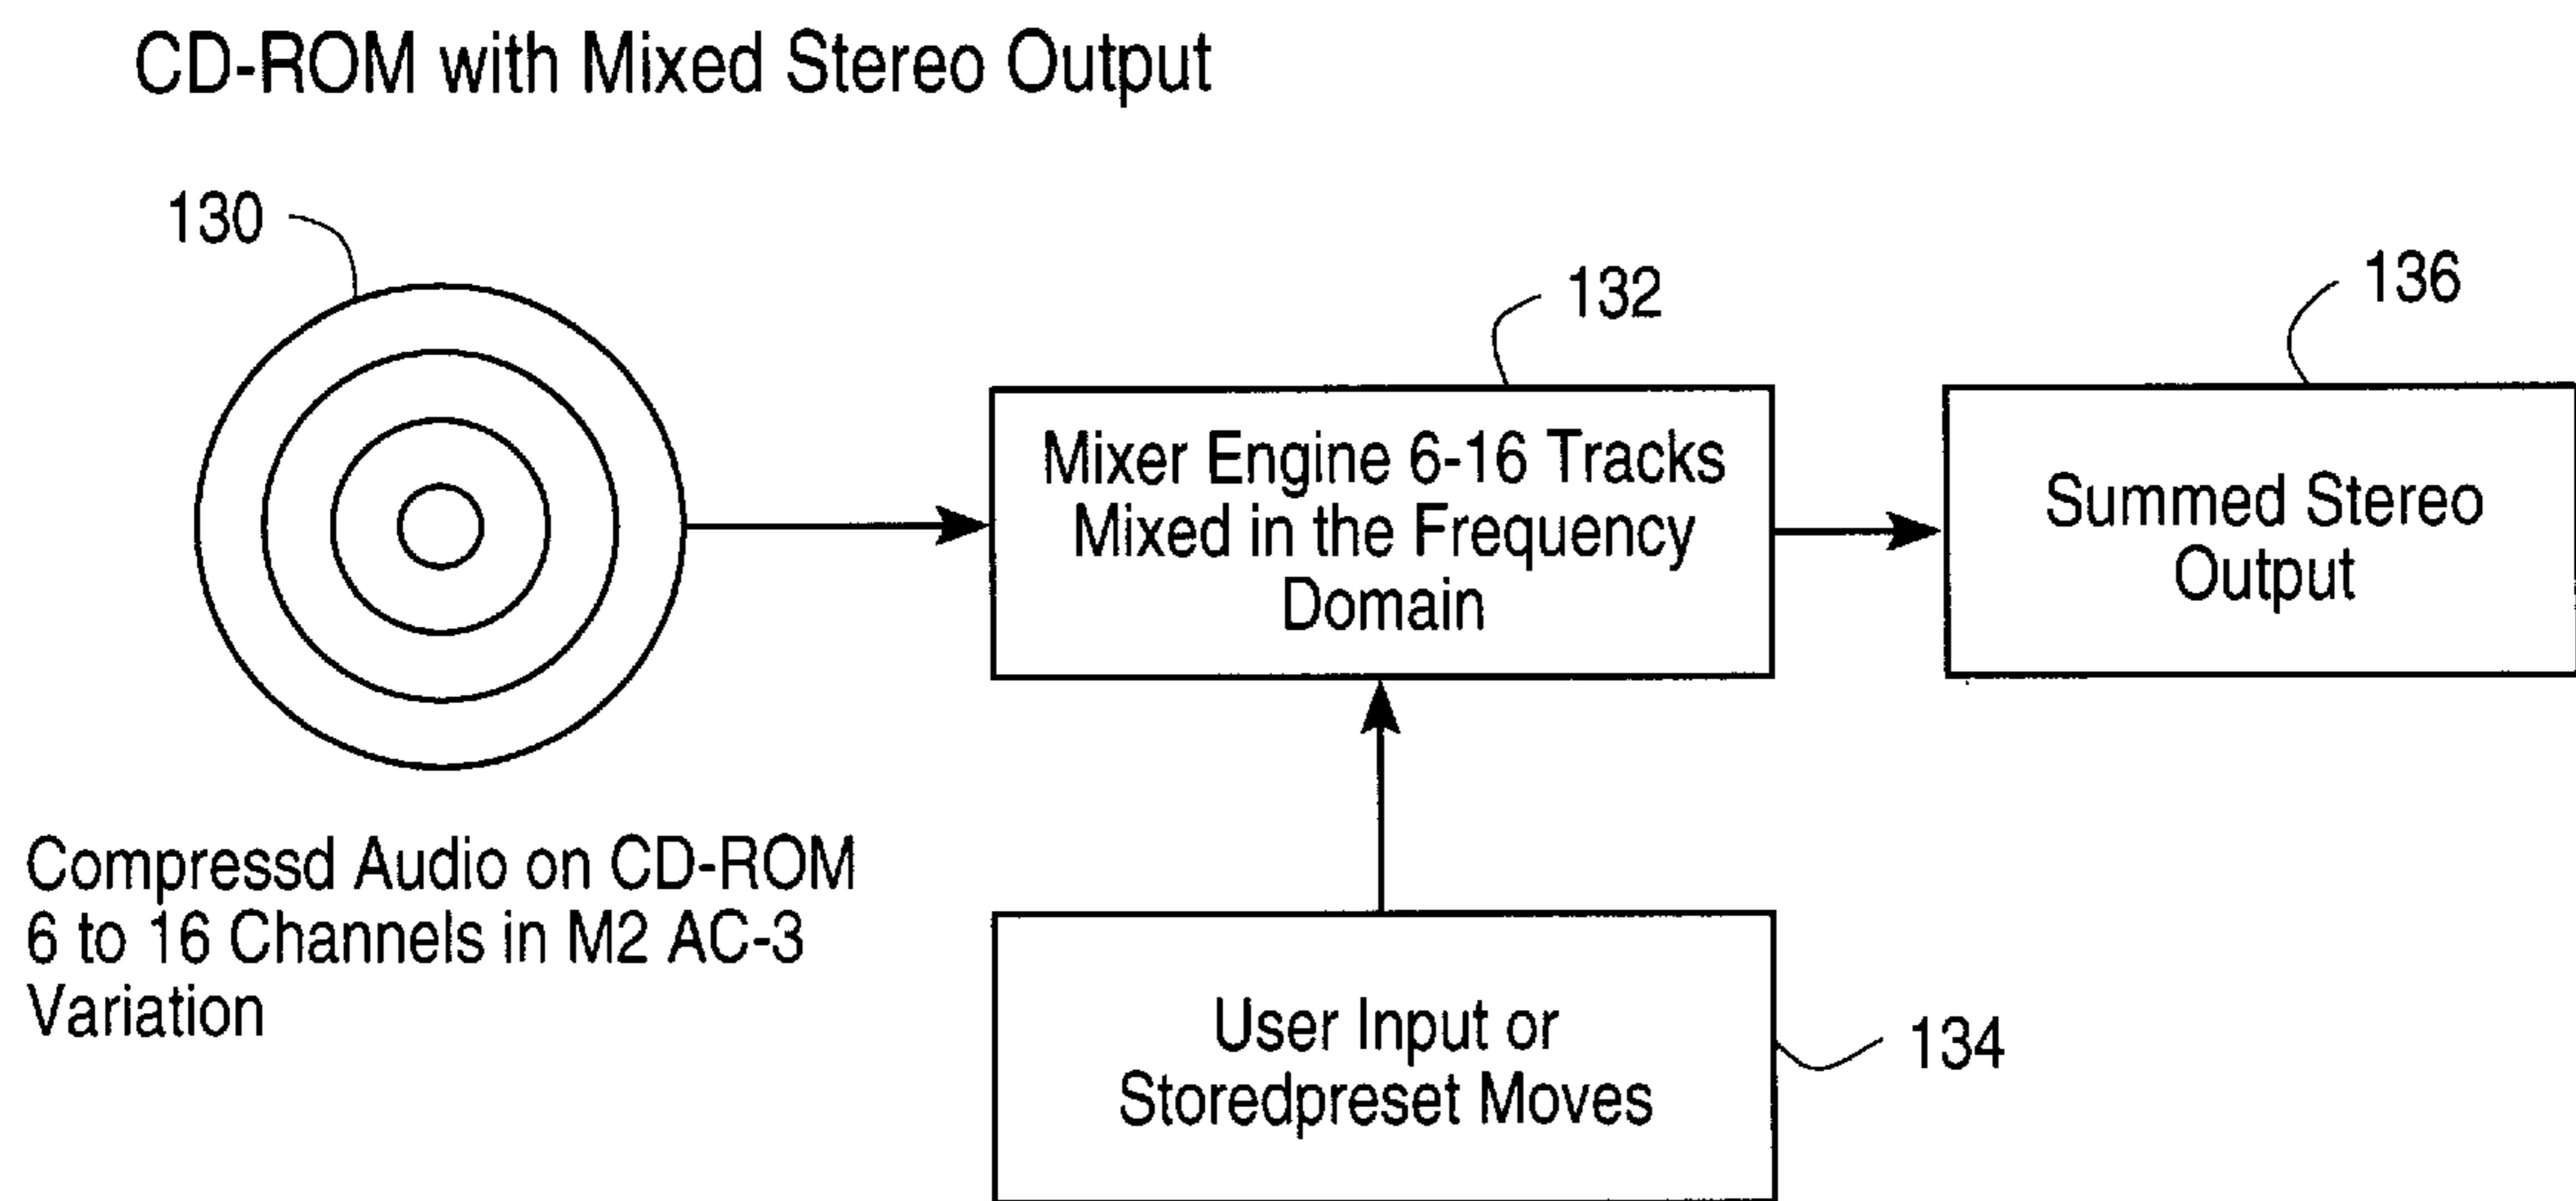 CD-ROM with Mixed Stereo Output
130
132
136
Mixer Engine 6-16 Tracks
Mixed in the Frequency
Domain
Summed Stereo
Output
Compressd Audio on CD-ROM
6 to 16 Channels in M2 AC-3
Variation
User Input or
Storedpreset Moves
134